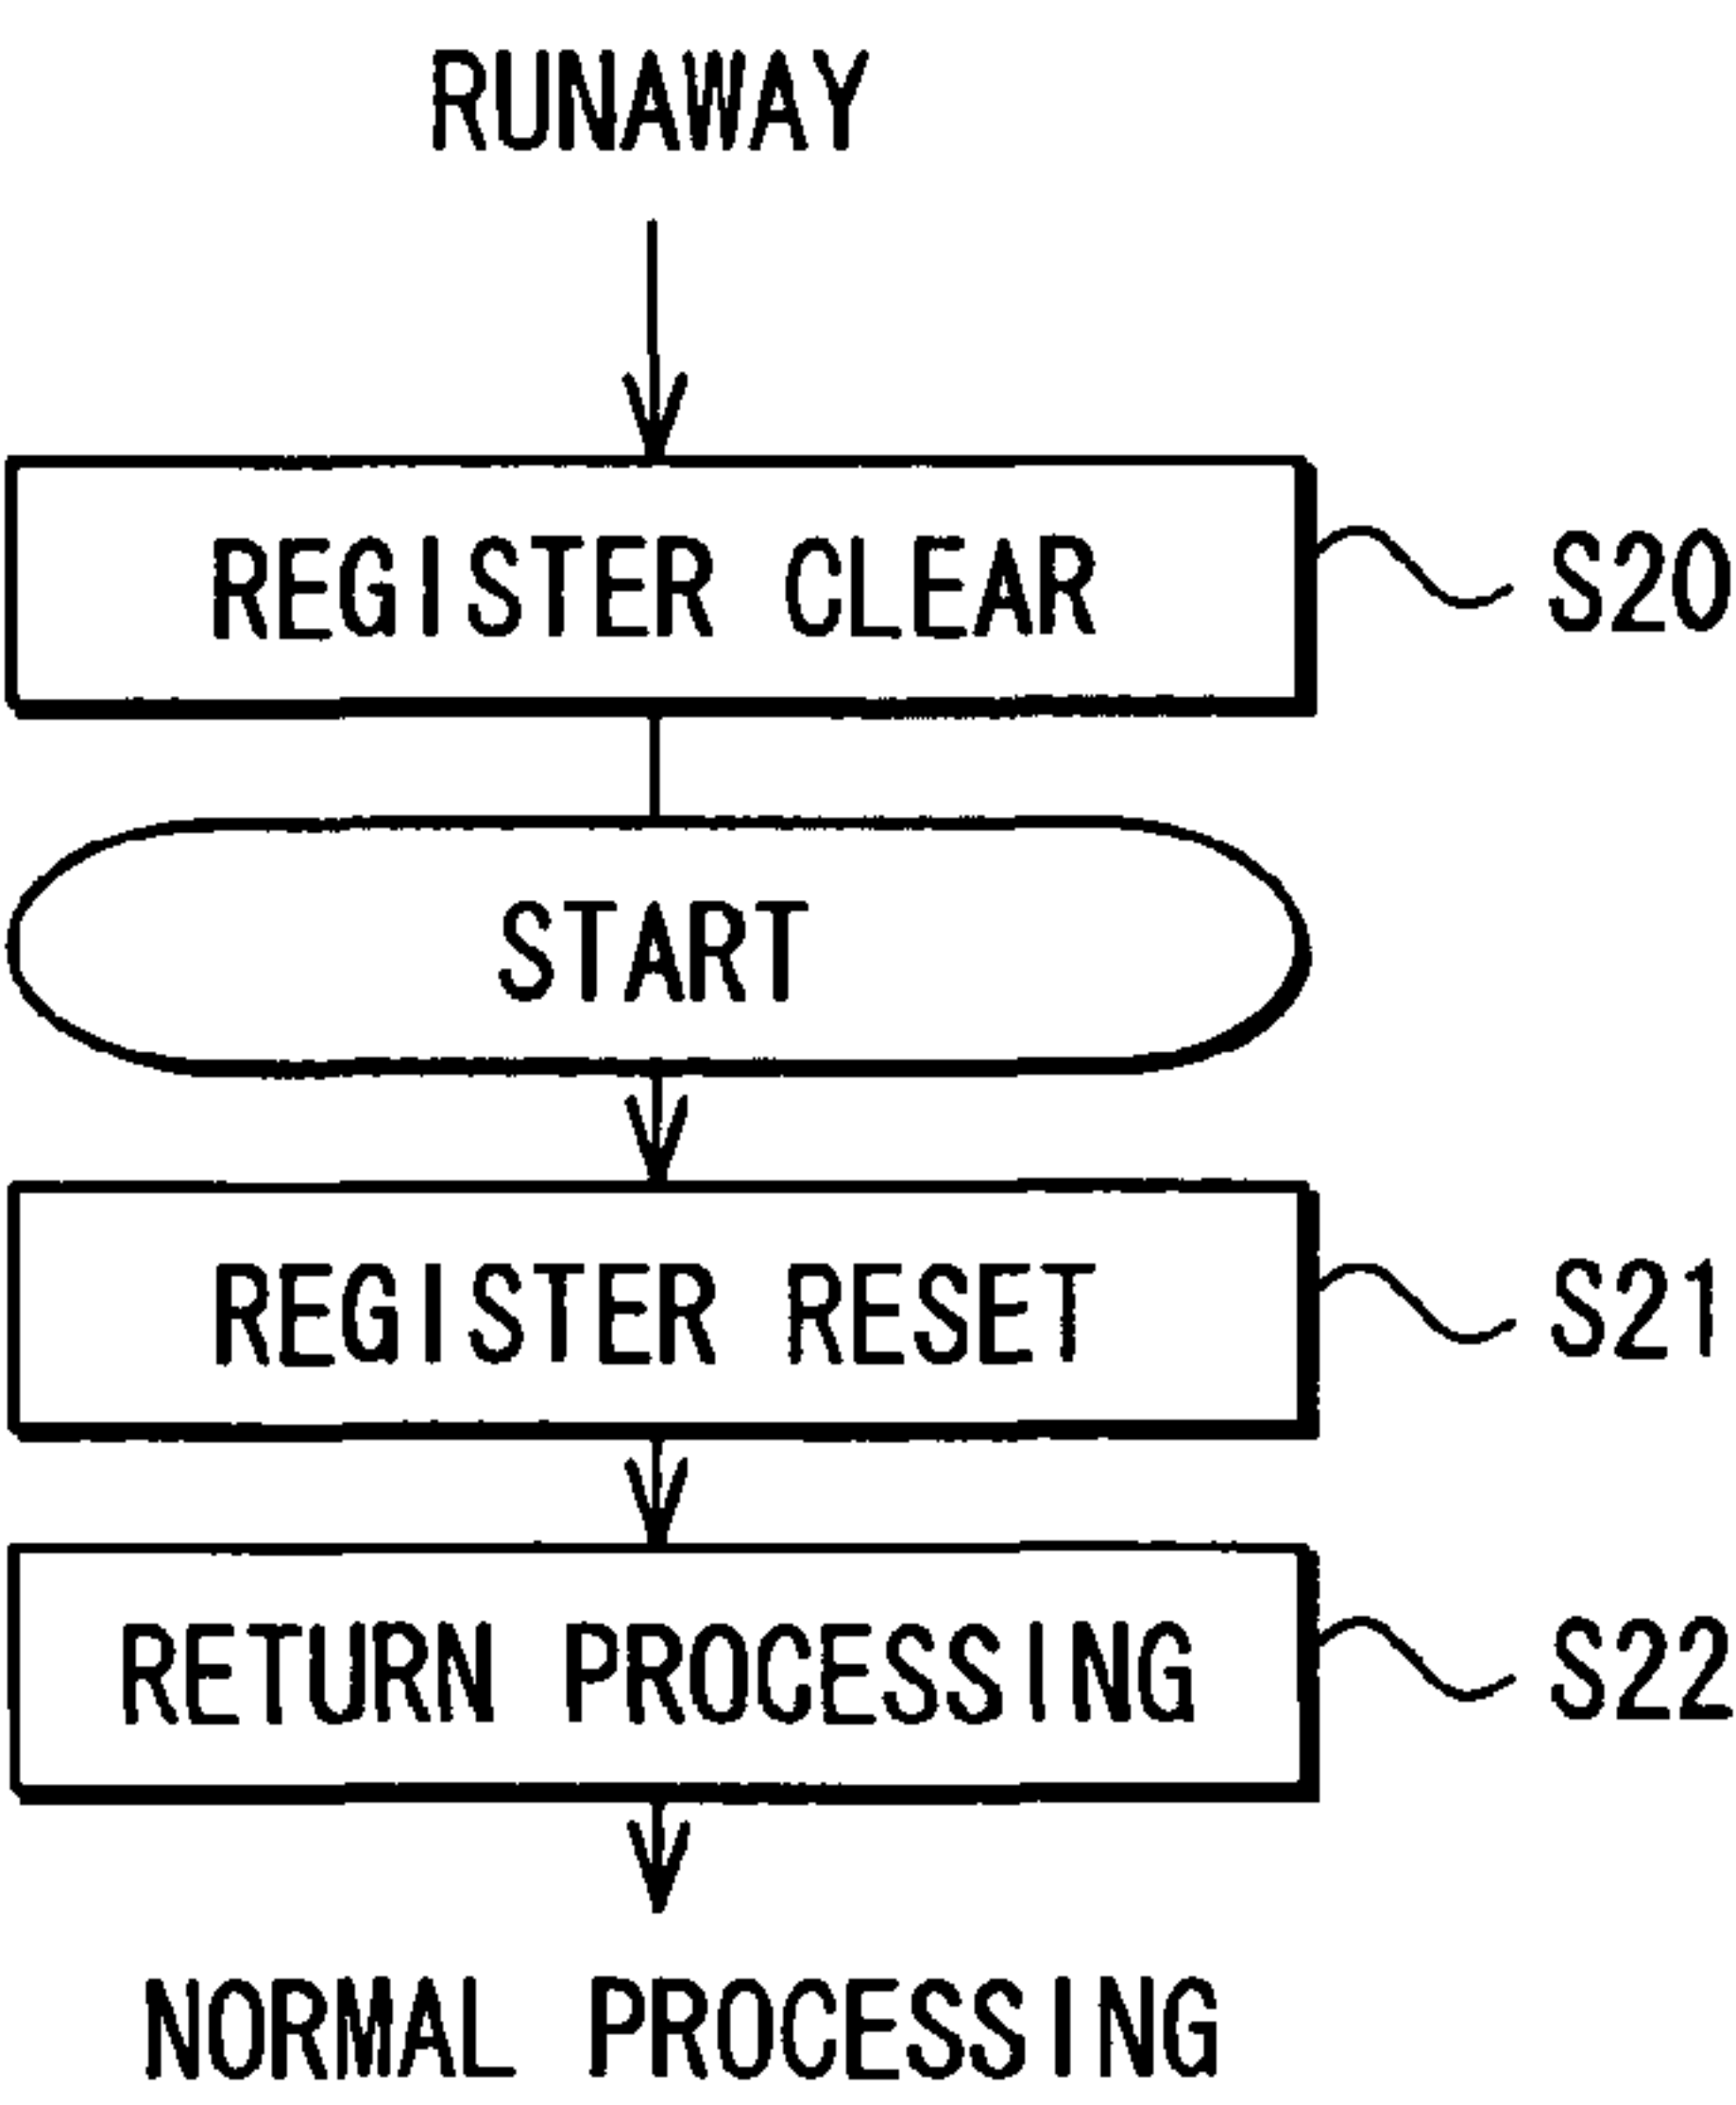 RUNAWAY
REGISTER CLEAR
S20
START
REGISTER RESET
S21
RETURN PROCESSING
S22
NORMAL PROCESSING